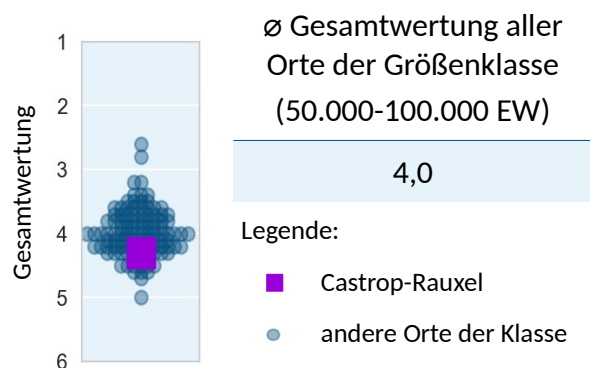 ⌀ Gesamtwertung aller
Orte der Größenklasse
(50.000-100.000 EW)
4,0
Gesamtwertung
1
2
3
4
5
6
Legende:
Castrop-Rauxel
andere Orte der Klasse